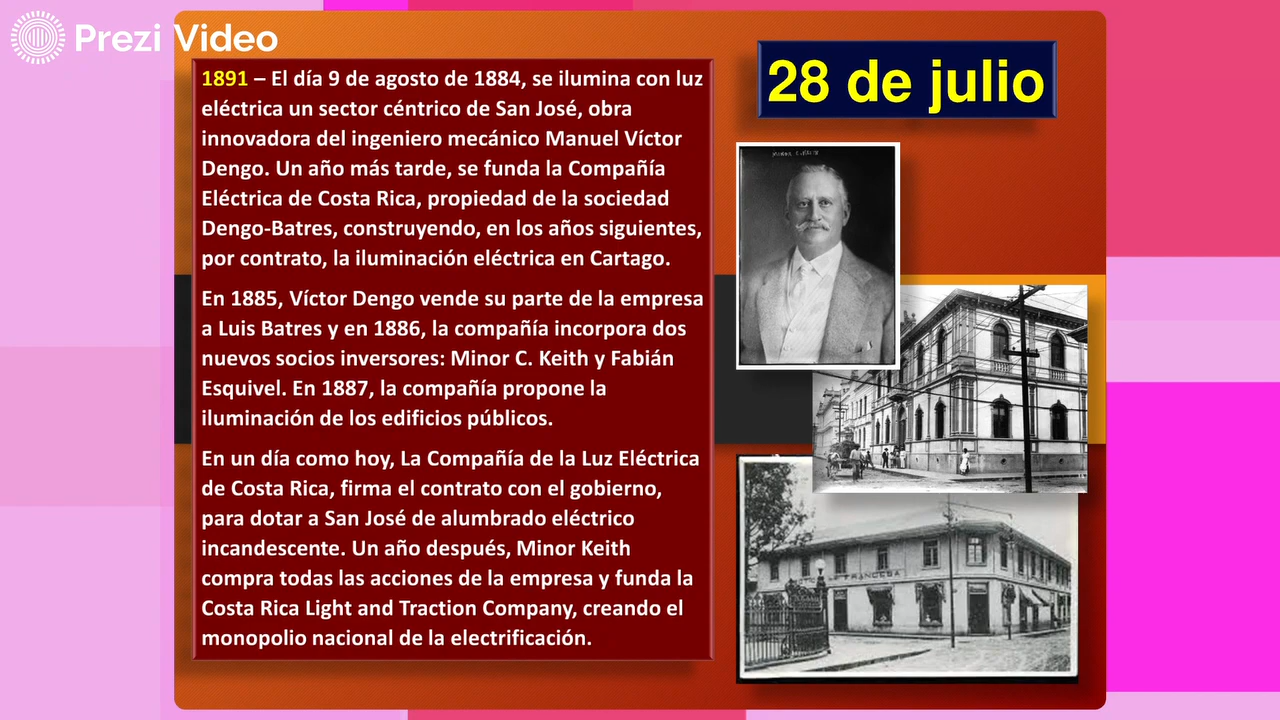 Prezi Video
28 de julio
1891 – El día 9 de agosto de 1884, se ilumina con luz
eléctrica un sector céntrico de San José, obra
innovadora del ingeniero mecánico Manuel Víctor
Dengo. Un año más tarde, se funda la Compañía
Eléctrica de Costa Rica, propiedad de la sociedad
Dengo-Batres, construyendo, en los años siguientes,
por contrato, la iluminación eléctrica en Cartago.
En 1885, Víctor Dengo vende su parte de la empresa
a Luis Batres y en 1886, la compañía incorpora dos
nuevos socios inversores: Minor C. Keith y Fabián
Esquivel. En 1887, la compañía propone la
iluminación de los edificios públicos.
En un día como hoy, La Compañía de la Luz Eléctrica
de Costa Rica, firma el contrato con el gobierno,
para dotar a San José de alumbrado eléctrico
incandescente. Un año después, Minor Keith
compra todas las acciones de la empresa y funda la
Costa Rica Light and Traction Company, creando el
monopolio nacional de la electrificación.
FRANCESA